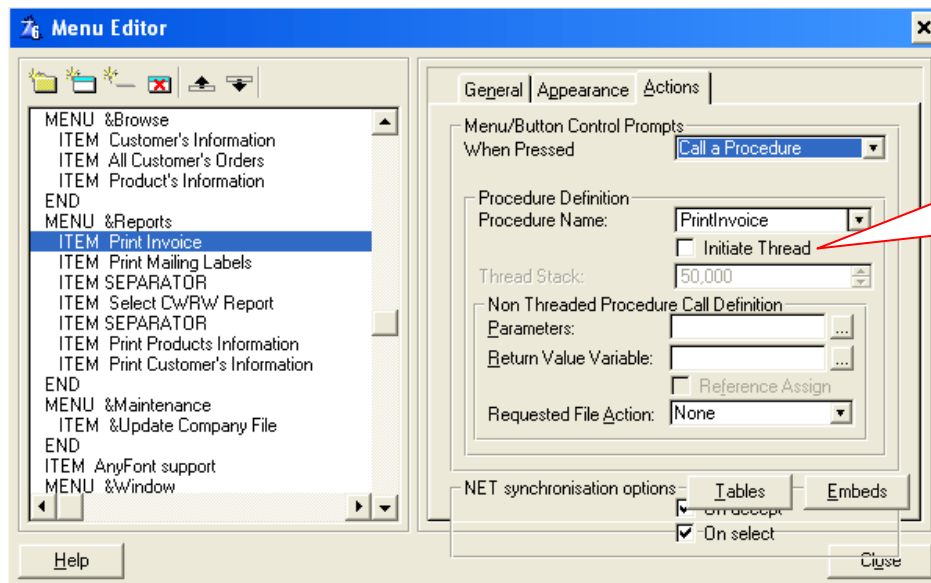 Menu Editor
MENU &Browse
ITEM Customer's Information
ITEM All Customer's Orders
ITEM Product's Information
END
MENU &Reports
ITEM Print Invoice
ITEM Print Mailing Labels
ITEM SEPARATOR
ITEM Select CWRW Report
ITEM SEPARATOR
ITEM Print Products Information
ITEM Print Customer's Information
END
MENU &Maintenance
ITEM &Update Company File
END
ITEM AnyFont support
MENU &Window
Help
General Appearance Actions
Menu/Button Control Prompts
When Pressed Call a Procedure
Procedure Definition
Procedure Name: PrintInvoice
Initiate Thread
Thread Stack: 50,000
Non Threaded Procedure Call Definition
Parameters: ...
Return Value Variable: ...
Reference Assign
Requested File Action: None
NET synchronisation options Tables Embeds
On accept
On select
Close